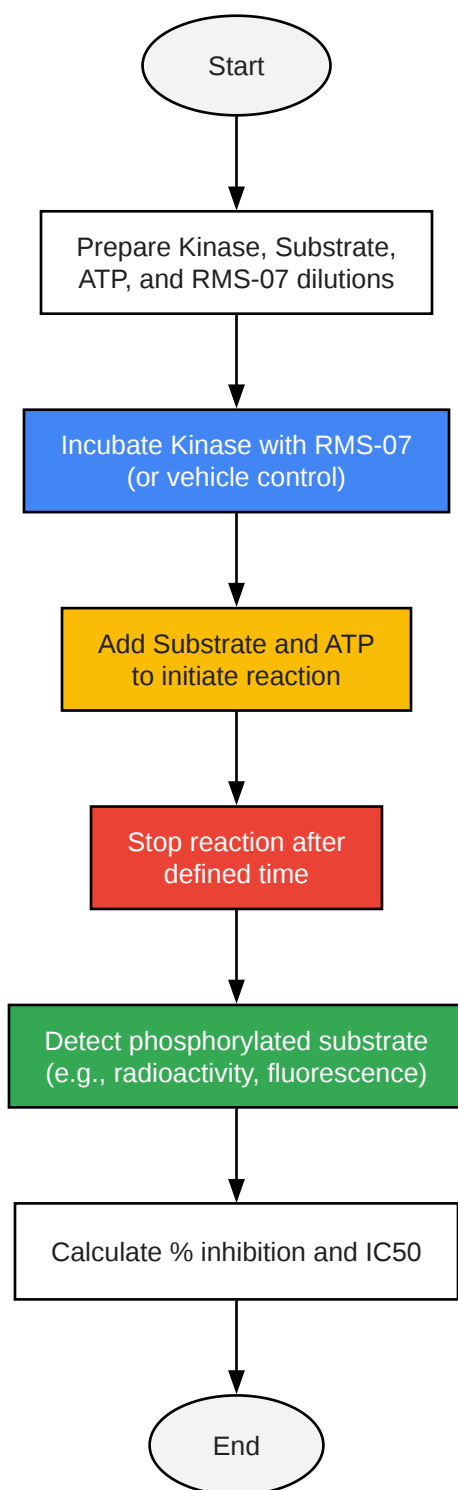 Start
Prepare Kinase, Substrate,
ATP, and RMS-07 dilutions
Incubate Kinase with RMS-07
(or vehicle control)
Add Substrate and ATP
to initiate reaction
Stop reaction after
defined time
Detect phosphorylated substrate
(e.g., radioactivity, fluorescence)
Calculate % inhibition and IC50
End